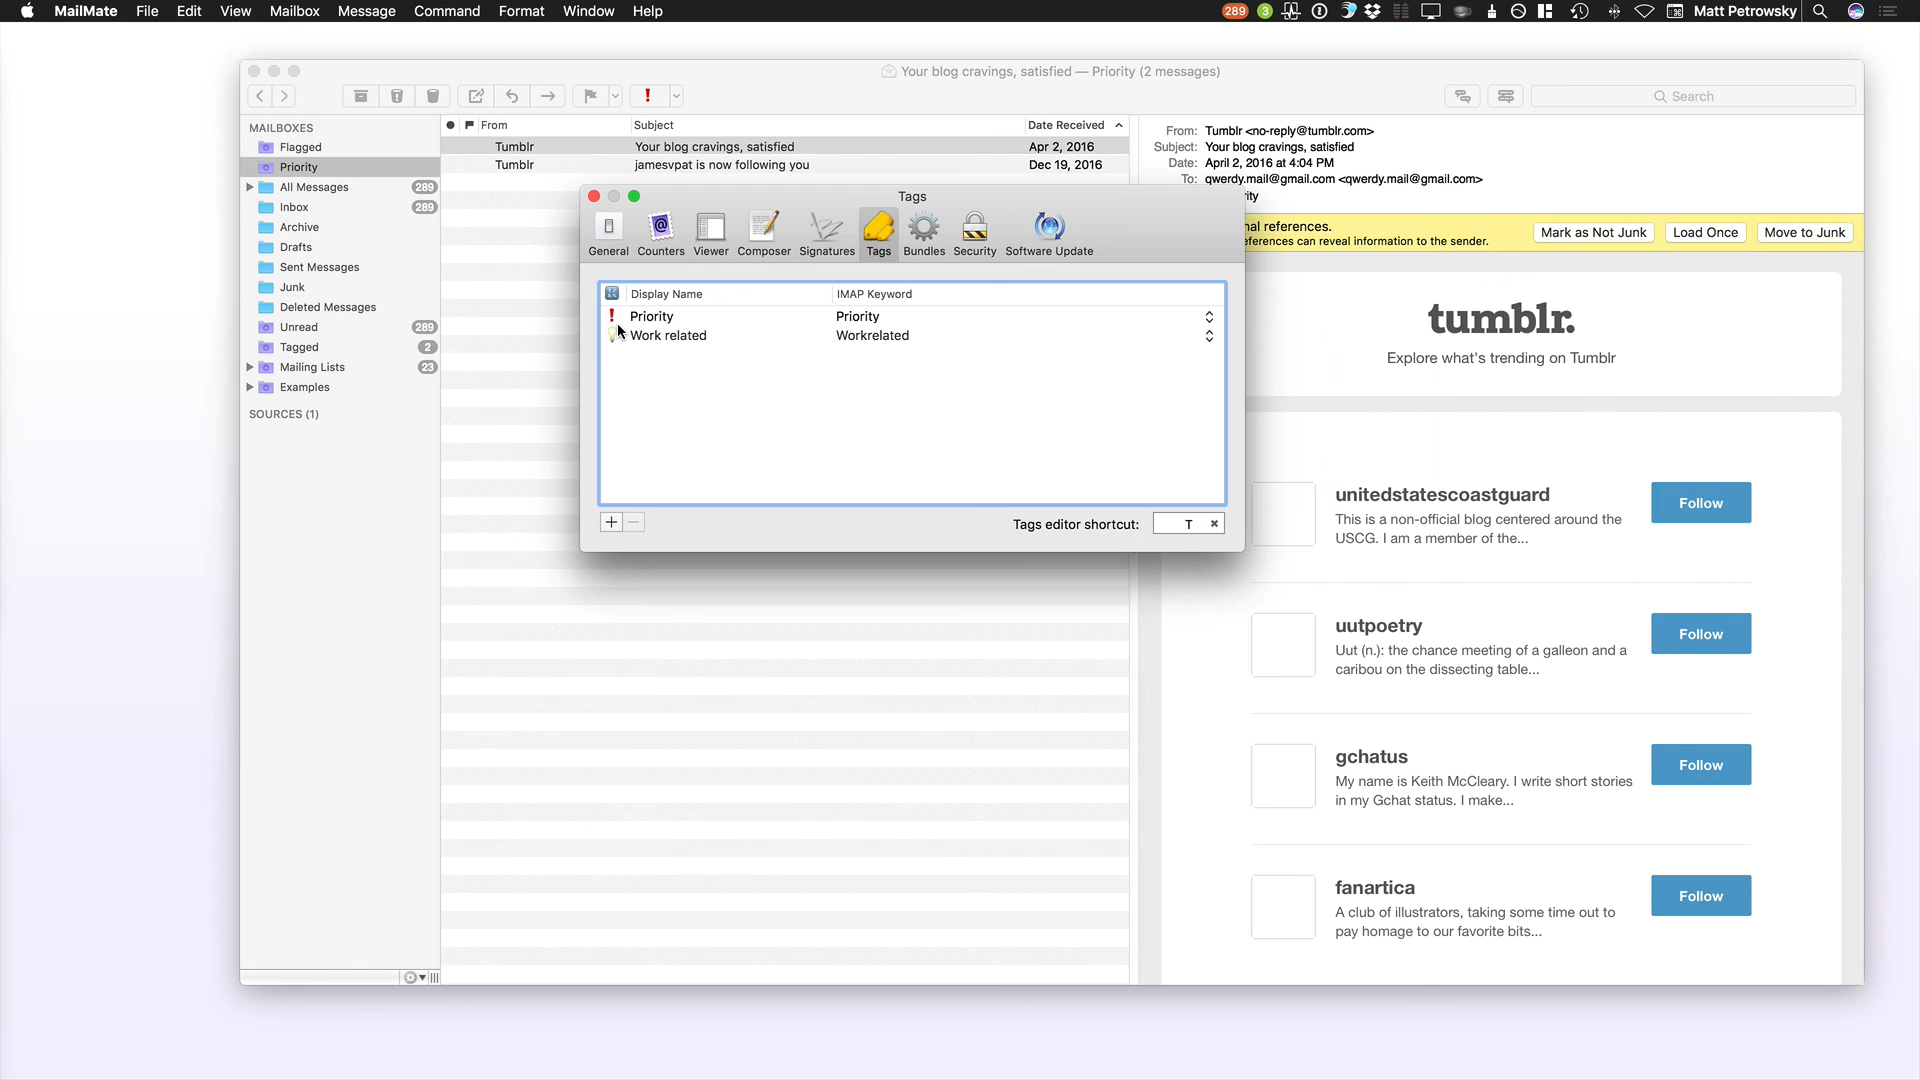 MailMate File Edit View Mailbox Message Command Format Window Help 289 3 Matt Petrowsky
Your blog cravings, satisfied — Priority (2 messages)
Search
MAILBOXES
Flagged
Priority
All Messages 289
Inbox 289
Archive
Drafts
Sent Messages
Junk
Deleted Messages
Unread 289
Tagged 2
Mailing Lists 23
Examples
SOURCES (1)
From Subject Date Received
Tumblr Your blog cravings, satisfied Apr 2, 2016
Tumblr jamesvpat is now following you Dec 19, 2016
From: Tumblr <no-reply@tumblr.com>
Subject: Your blog cravings, satisfied
Date: April 2, 2016 at 4:04 PM
To: qwerdy.mail@gmail.com <qwerdy.mail@gmail.com>
ity
al references.
eferences can reveal information to the sender.
Mark as Not Junk Load Once Move to Junk
Tags
General Counters Viewer Composer Signatures Tags Bundles Security Software Update
Display Name IMAP Keyword
Priority Priority
Work related Workrelated
Tags editor shortcut: T
tumblr.
Explore what's trending on Tumblr
unitedstatescoastguard
This is a non-official blog centered around the
USCG. I am a member of the...
Follow
uutpoetry
Uut (n.): the chance meeting of a galleon and a
caribou on the dissecting table...
Follow
gchatus
My name is Keith McCleary. I write short stories
in my Gchat status. I make...
Follow
fanartica
A club of illustrators, taking some time out to
pay homage to our favorite bits...
Follow